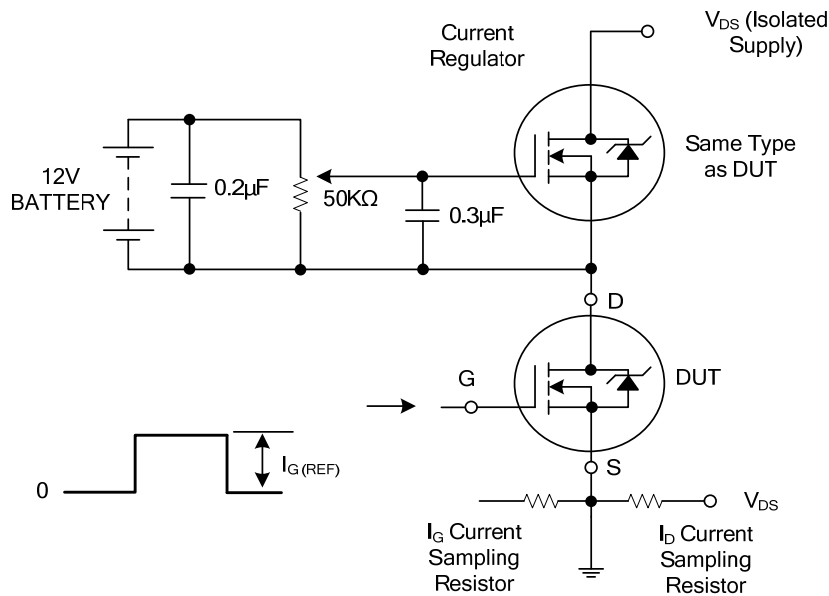 V_DS (Isolated
Supply)
Current
Regulator
Same Type
as DUT
12V
BATTERY
0.2µF
50KΩ
0.3µF
D
G
DUT
I_G (REF)
0
S
V_DS
I_G Current
Sampling
Resistor
I_D Current
Sampling
Resistor